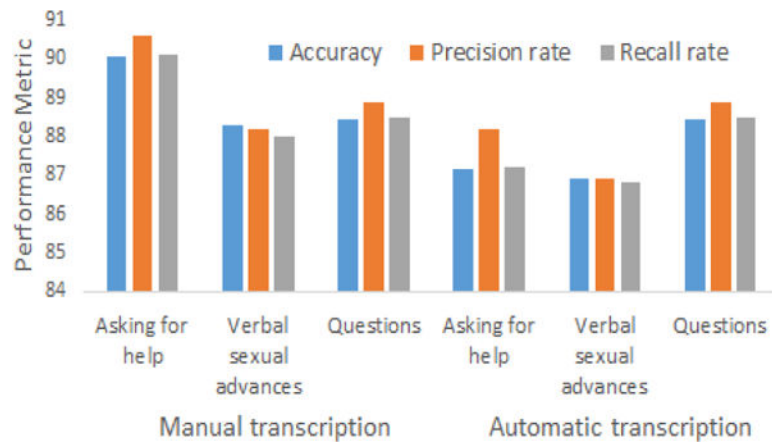 Performance Metric
91
90
89
88
87
86
85
84
Accuracy Precision rate Recall rate
Asking for help
Verbal sexual advances
Questions
Asking for help
Verbal sexual advances
Questions
Manual transcription
Automatic transcription